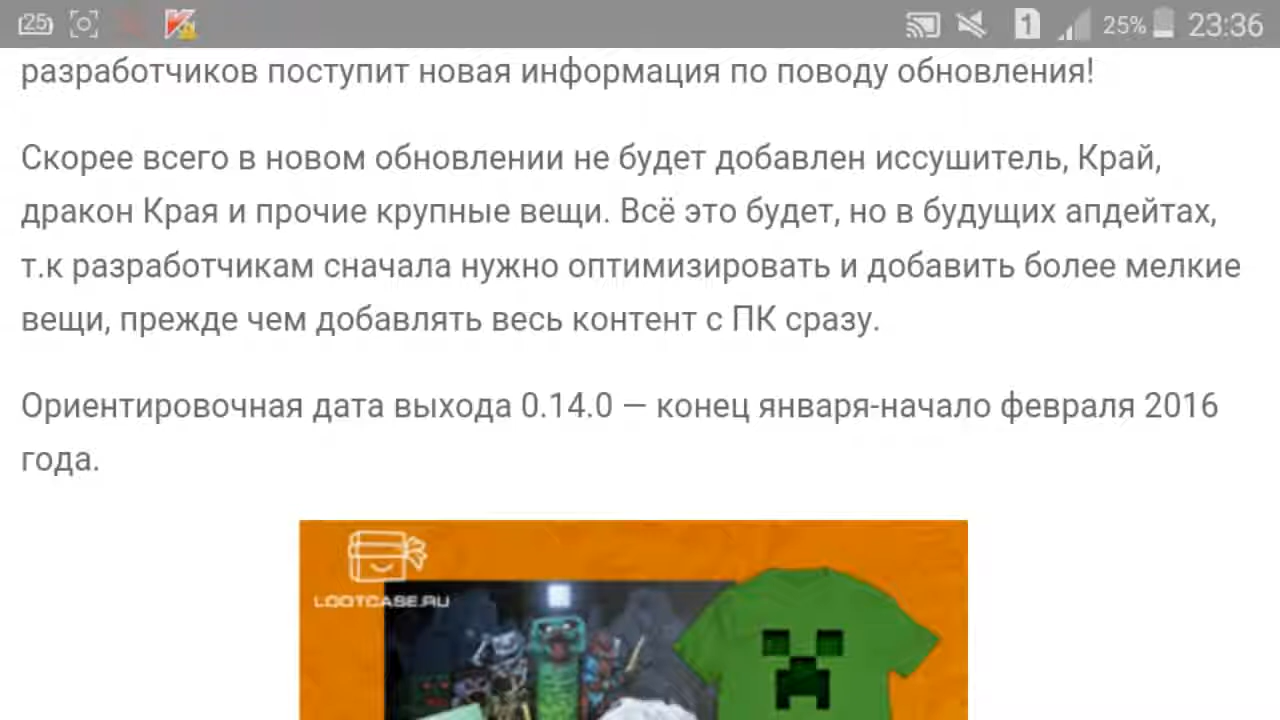 25
1
25%
23:36
разработчиков поступит новая информация по поводу обновления!
Скорее всего в новом обновлении не будет добавлен иссушитель, Край,
дракон Края и прочие крупные вещи. Всё это будет, но в будущих апдейтах,
т.к разработчикам сначала нужно оптимизировать и добавить более мелкие
вещи, прежде чем добавлять весь контент с ПК сразу.
Ориентировочная дата выхода 0.14.0 — конец января-начало февраля 2016
года.
LOOTCASE.RU